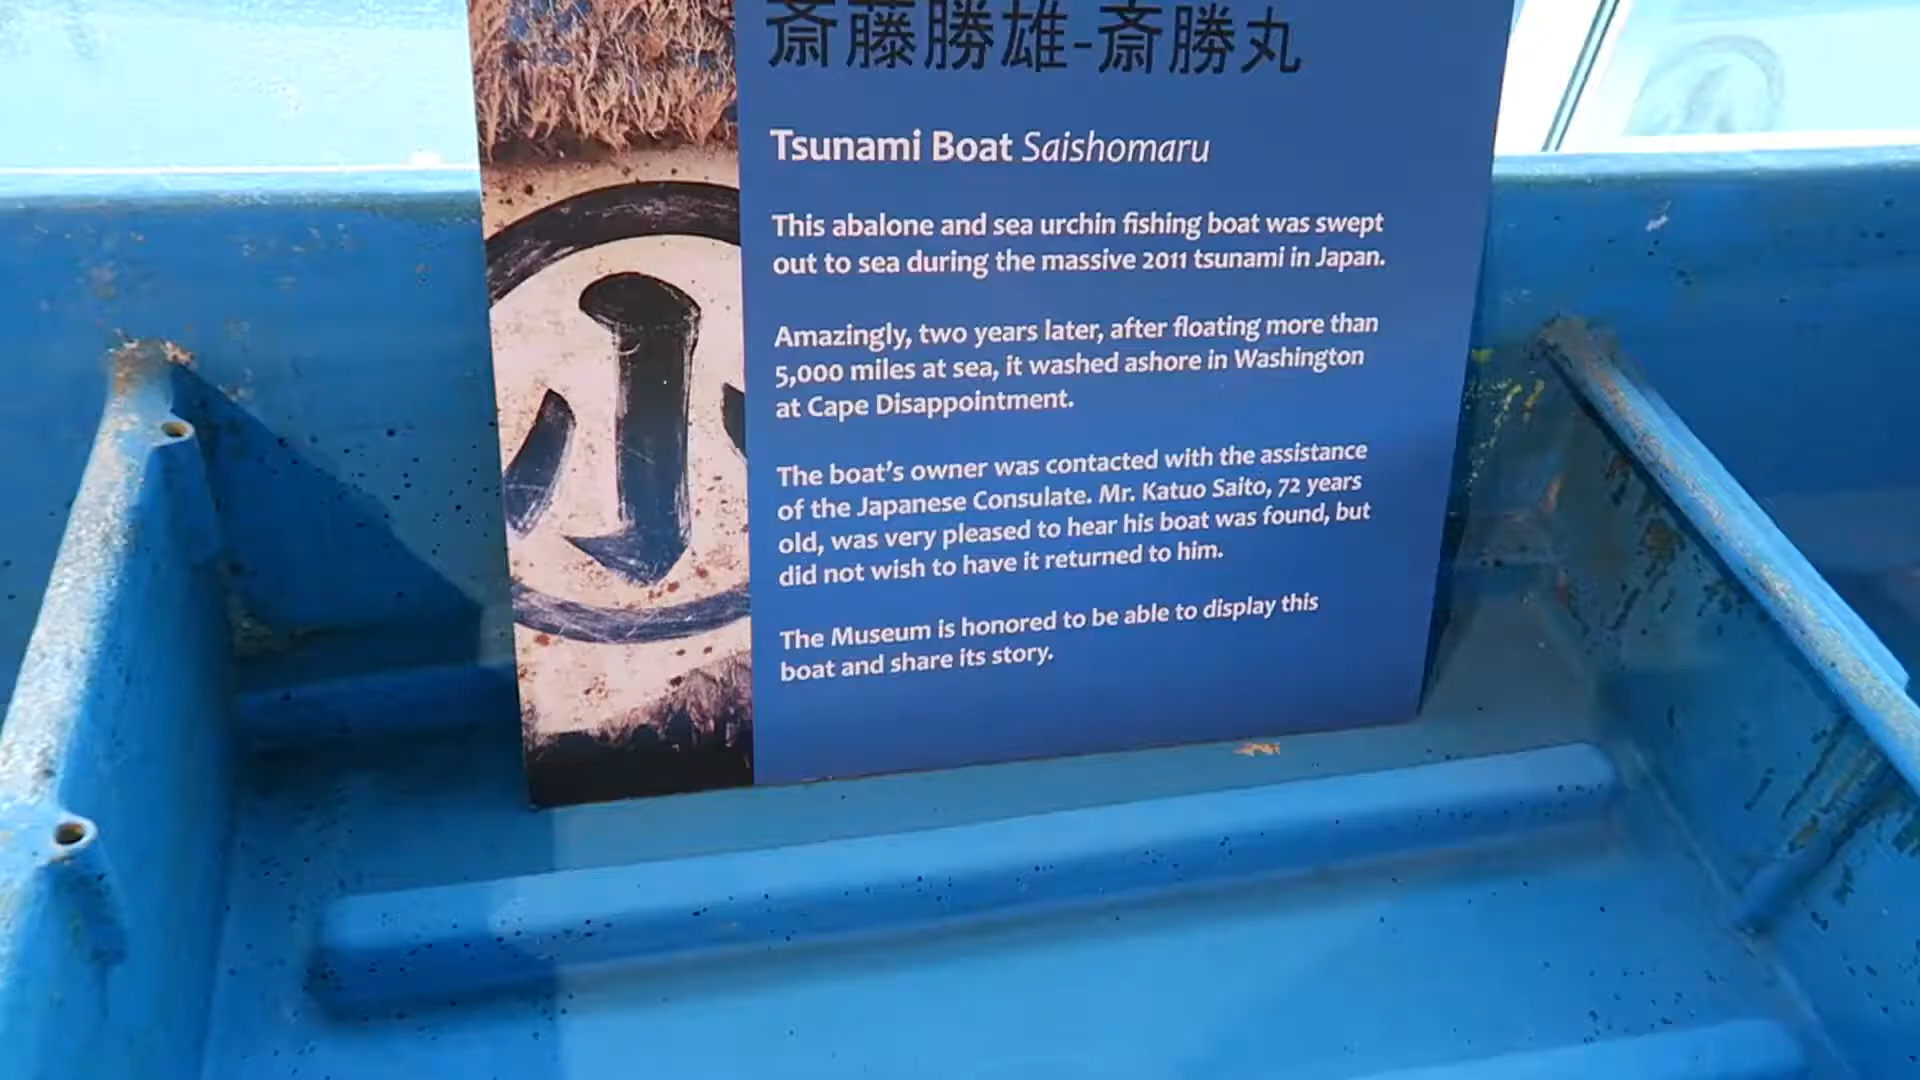 斎藤勝雄-斎勝丸
Tsunami Boat Saishomaru
This abalone and sea urchin fishing boat was swept
out to sea during the massive 2011 tsunami in Japan.
Amazingly, two years later, after floating more than
5,000 miles at sea, it washed ashore in Washington
at Cape Disappointment.
The boat's owner was contacted with the assistance
of the Japanese Consulate. Mr. Katuo Saito, 72 years
old, was very pleased to hear his boat was found, but
did not wish to have it returned to him.
The Museum is honored to be able to display this
boat and share its story.
小